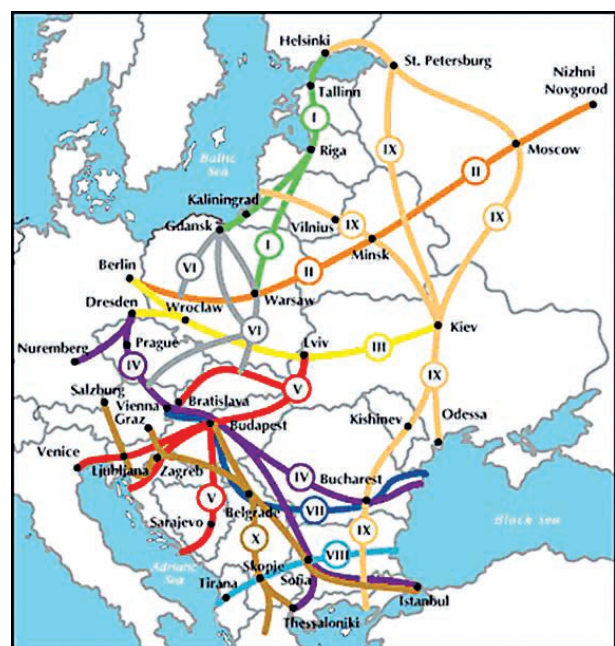 Helsinki
St. Petersburg
Nizhni
Novgorod
Tallinn
I
IX
Moscow
Riga
II
Baltic
Sea
Kaliningrad
Vilnius
IX
IX
Gdansk
Minsk
I
VI
II
Berlin
Warsaw
Dresden
Wroclaw
VI
Kiev
Lviv
III
Nuremberg
Prague
IV
IX
Salzburg
V
Bratislava
Vienna
Graz
Kishinev
Odessa
Budapest
Venice
IV
Ljubljana
Zagreb
Bucharest
V
VII
Belgrade
Sarajevo
Black sea
IX
X
VIII
Adriatic
Sea
Skopje
Sofia
Tirana
Istanbul
Thessaloniki